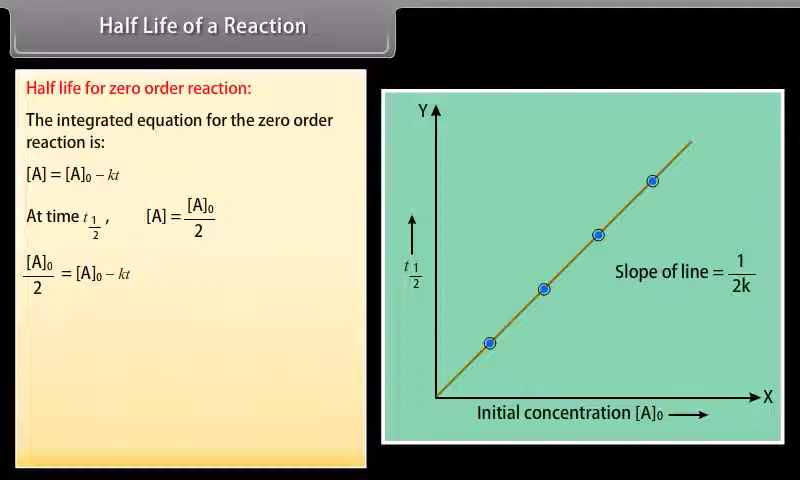 Half Life of a Reaction
Half life for zero order reaction:
The integrated equation for the zero order
reaction is:
[A] = [A]₀ – kt
At time t 1/2 , [A] = [A]₀/2
[A]₀/2 = [A]₀ – kt
Y
t 1/2
Slope of line = 1/2k
X
Initial concentration [A]₀